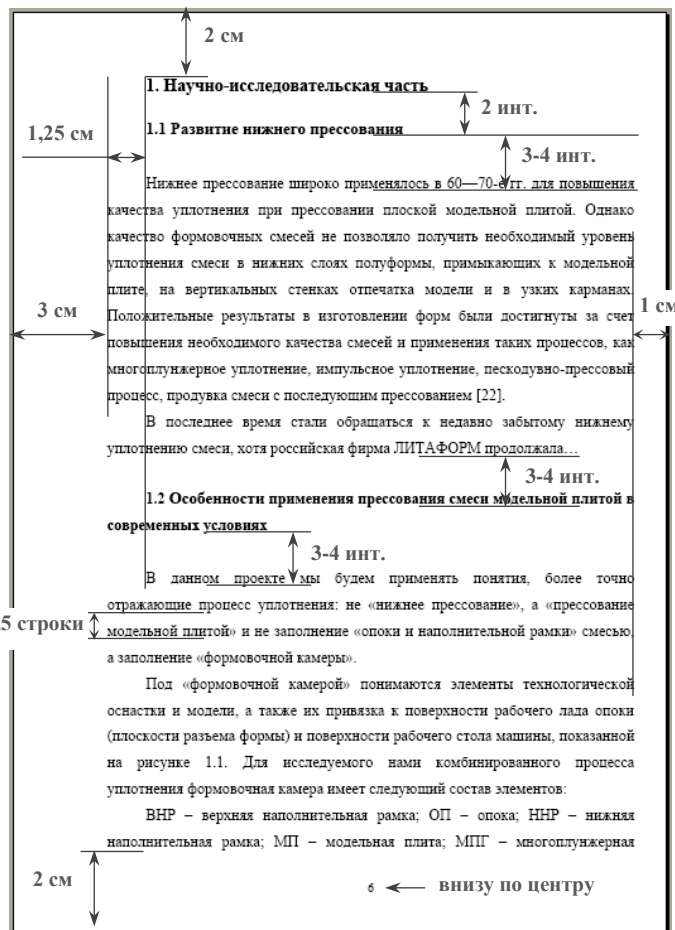 2 см
1. Научно-исследовательская часть
2 инт.
1.1 Развитие нижнего прессования
1,25 см
3-4 инт.
Нижнее прессование широко применялось в 60—70-е гг. для повышения
качества уплотнения при прессовании плоской модельной плитой. Однако
качество формовочных смесей не позволяло получить необходимый уровень
уплотнения смеси в нижних слоях полуформы, примыкающих к модельной
плите, на вертикальных стенках отпечатка модели и в узких карманах.
3 см
1 см
Положительные результаты в изготовлении форм были достигнуты за счет
повышения необходимого качества смесей и применения таких процессов, как
многоплунжерное уплотнение, импульсное уплотнение, пескодувно-прессовый
процесс, продувка смеси с последующим прессованием [22].
В последнее время стали обращаться к недавно забытому нижнему
уплотнению смеси, хотя российская фирма ЛИТАФОРМ продолжала…
3-4 инт.
1.2 Особенности применения прессования смеси модельной плитой в
современных условиях
3-4 инт.
В данном проекте мы будем применять понятия, более точно
отражающие процесс уплотнения: не «нижнее прессование», а «прессование
5 строки
модельной плитой» и не заполнение «опоки и наполнительной рамки» смесью,
а заполнение «формовочной камеры».
Под «формовочной камерой» понимаются элементы технологической
оснастки и модели, а также их привязка к поверхности рабочего лада опоки
(плоскости разъема формы) и поверхности рабочего стола машины, показанной
на рисунке 1.1. Для исследуемого нами комбинированного процесса
уплотнения формовочная камера имеет следующий состав элементов:
ВНР – верхняя наполнительная рамка; ОП – опока; ННР – нижняя
наполнительная рамка; МП – модельная плита; МПГ – многоплунжерная
2 см
6
внизу по центру